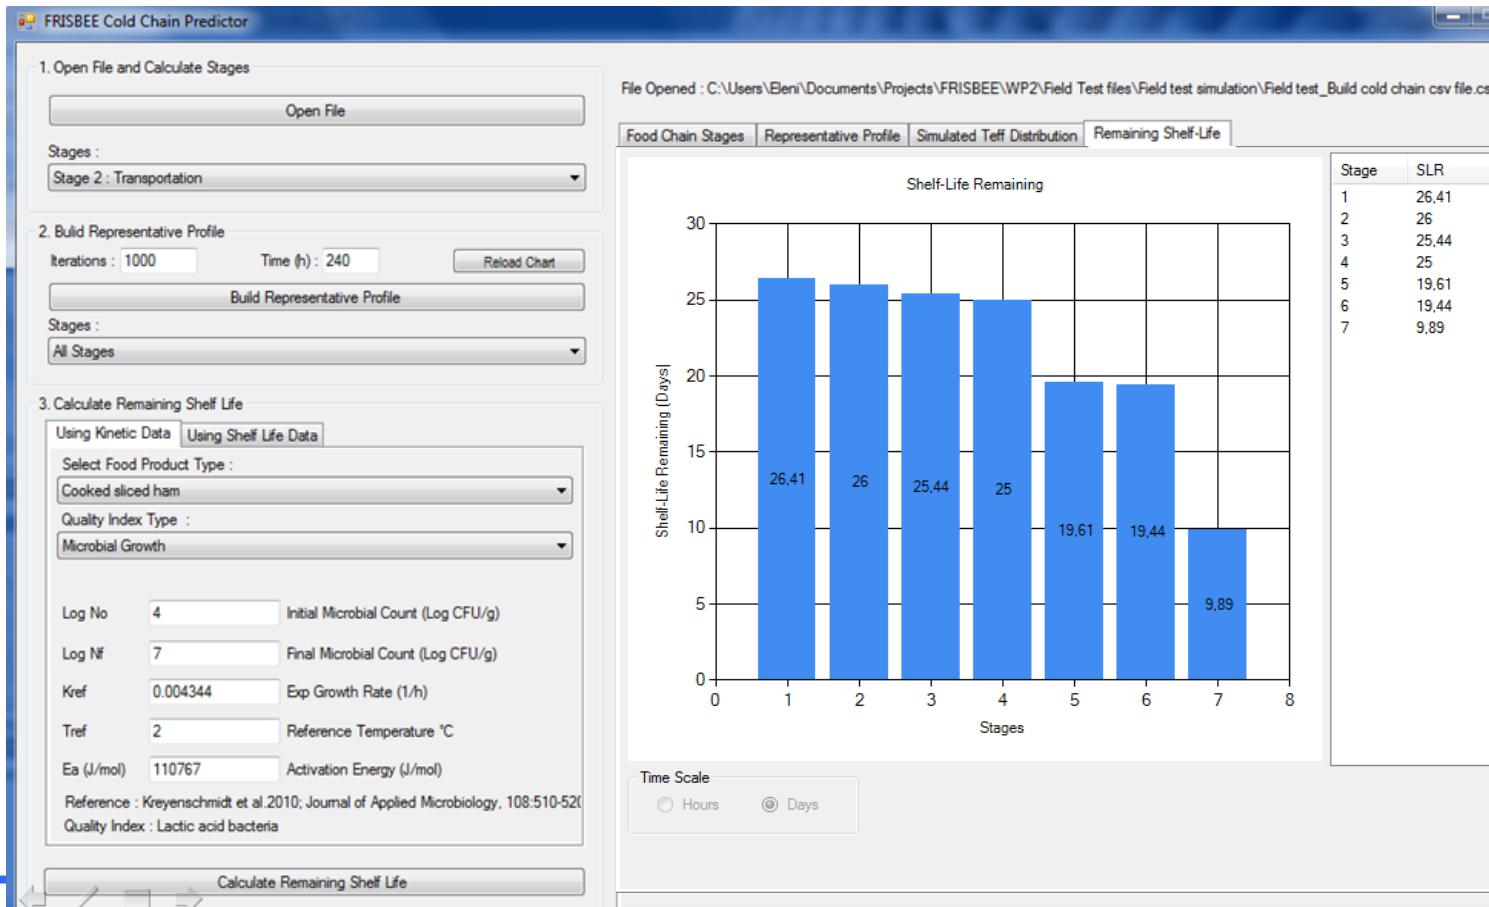 FRISBEE Cold Chain Predictor
1. Open File and Calculate Stages
Open File
Stages :
Stage 2 : Transportation
2. Bulid Representative Profile
Iterations : 1000 Time (h) : 240 Reload Chart
Build Representative Profile
Stages :
All Stages
3. Calculate Remaining Shelf Life
Using Kinetic Data Using Shelf Life Data
Select Food Product Type :
Cooked sliced ham
Quality Index Type :
Microbial Growth
Log No 4 Initial Microbial Count (Log CFU/g)
Log Nf 7 Final Microbial Count (Log CFU/g)
Kref 0.004344 Exp Growth Rate (1/h)
Tref 2 Reference Temperature °C
Ea (J/mol) 110767 Activation Energy (J/mol)
Reference : Kreyenschmidt et al.2010; Journal of Applied Microbiology, 108:510-520
Quality Index : Lactic acid bacteria
Calculate Remaining Shelf Life
File Opened : C:\Users\Eleni\Documents\Projects\FRISBEE\WP2\Field Test files\Field test simulation\Field test_Build cold chain csv file.cs
Food Chain Stages Representative Profile Simulated Teff Distribution Remaining Shelf-Life
Shelf-Life Remaining
Shelf-Life Remaining [Days]
30
25
20
15
10
5
0
26,41 26 25,44 25 19,61 19,44 9,89
0 1 2 3 4 5 6 7 8
Stages
Stage SLR
1 26,41
2 26
3 25,44
4 25
5 19,61
6 19,44
7 9,89
Time Scale
Hours Days